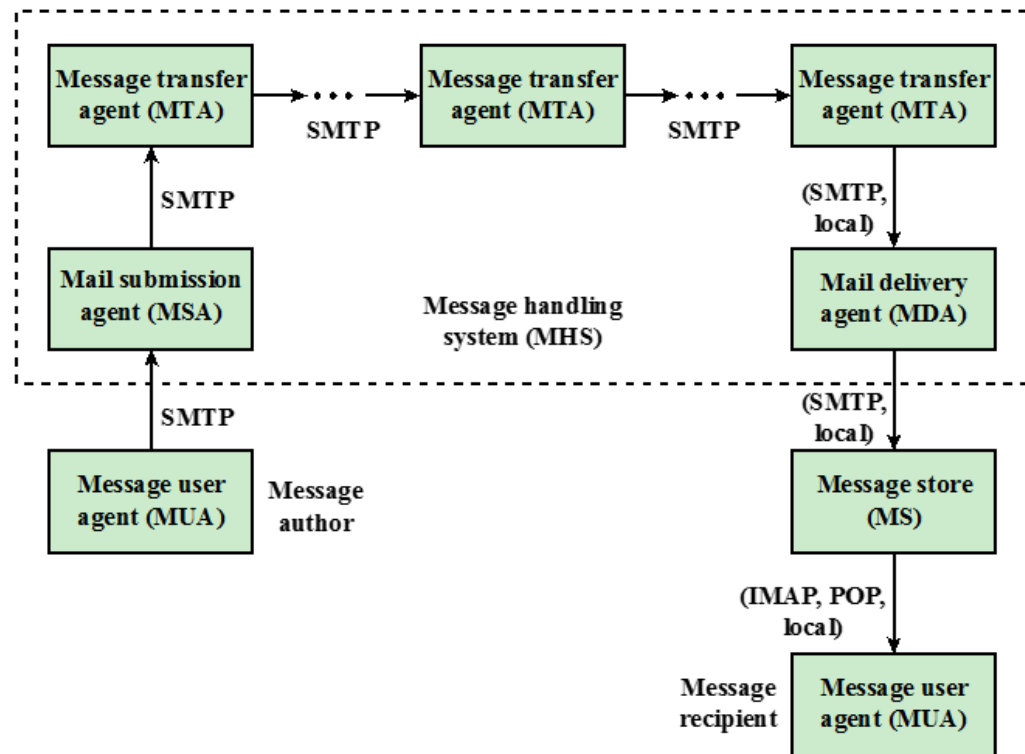 Message transfer
agent (MTA)
SMTP
Message transfer
agent (MTA)
SMTP
Message transfer
agent (MTA)
SMTP
(SMTP,
local)
Mail submission
agent (MSA)
Message handling
system (MHS)
Mail delivery
agent (MDA)
SMTP
(SMTP,
local)
Message user
agent (MUA)
Message
author
Message store
(MS)
(IMAP, POP,
local)
Message
recipient
Message user
agent (MUA)